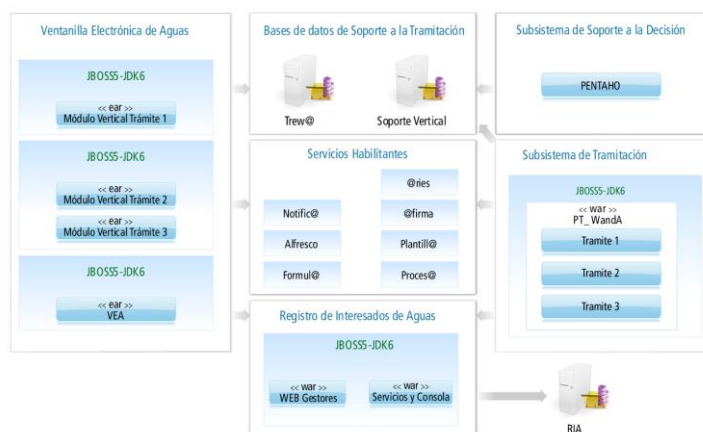 Ventanilla Electrónica de Aguas
JBOSS5-JDK6
<< ear >>
Módulo Vertical Trámite 1
JBOSS5-JDK6
<< ear >>
Módulo Vertical Trámite 2
<< ear >>
Módulo Vertical Trámite 3
JBOSS5-JDK6
<< ear >>
VEA
Bases de datos de Soporte a la Tramitación
Trew@
Soporte Vertical
Servicios Habilitantes
@ries
Notific@
@firma
Alfresco
Plantill@
Formul@
Proces@
Registro de Interesados de Aguas
JBOSS5-JDK6
<< war >>
WEB Gestores
<< war >>
Servicios y Consola
Subsistema de Soporte a la Decisión
PENTAHO
Subsistema de Tramitación
JBOSS5-JDK6
<< war >>
PT_ WandA
Tramite 1
Tramite 2
Tramite 3
RIA